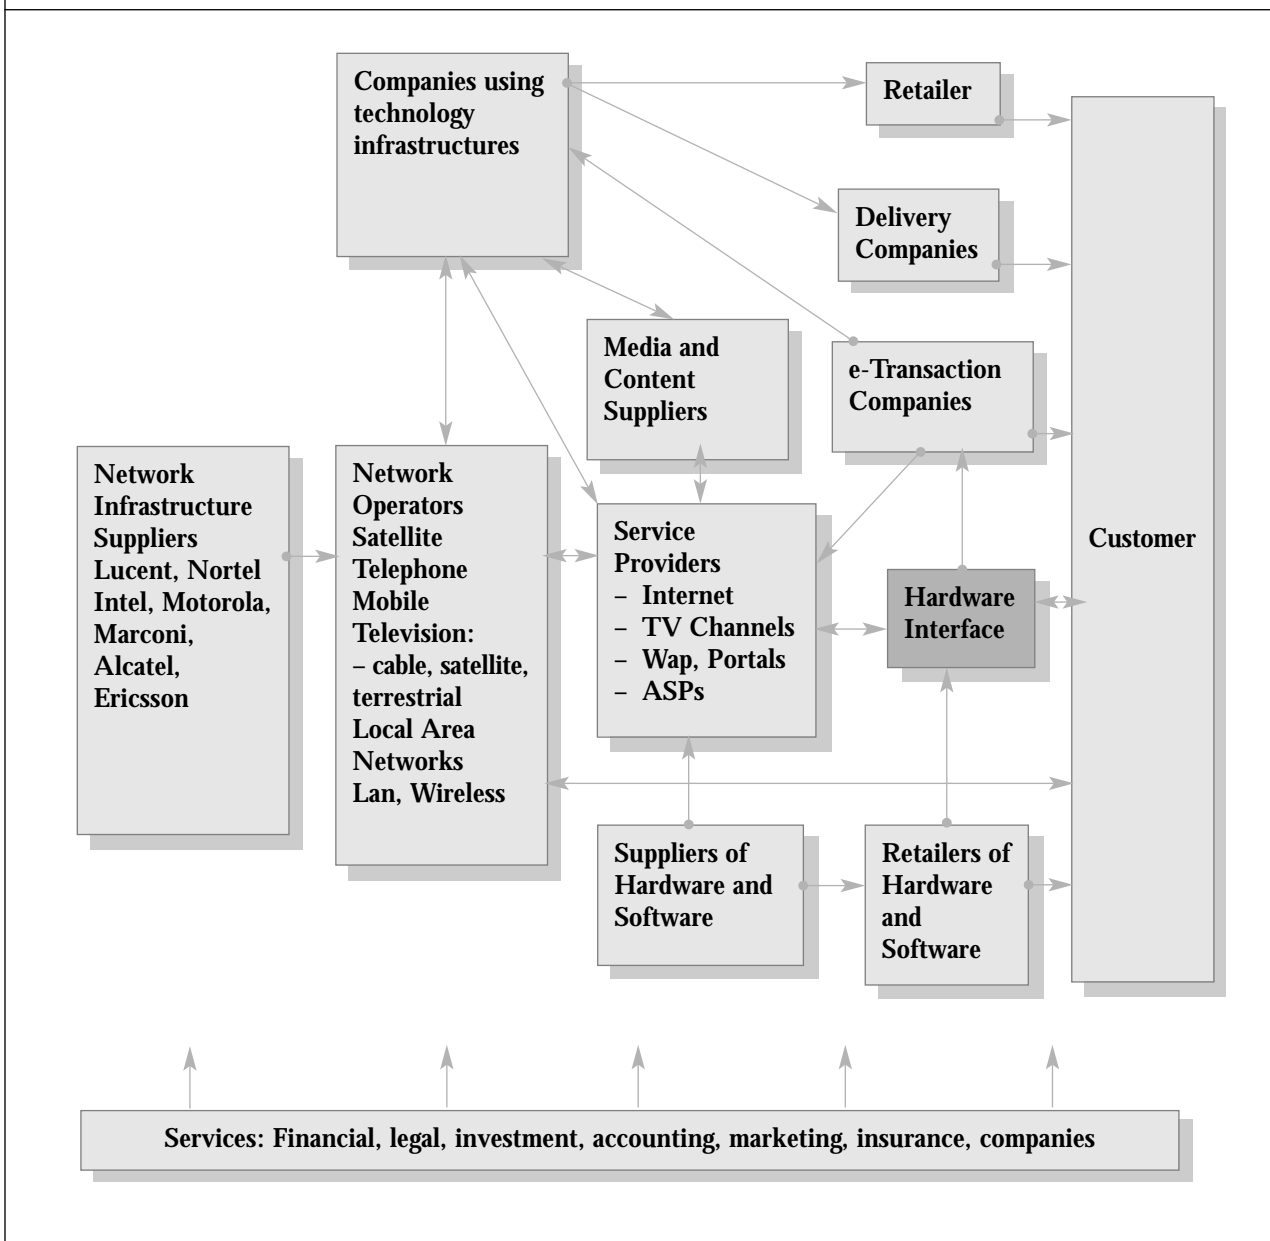 Companies using
technology
infrastructures
Retailer
Delivery
Companies
Media and
Content
Suppliers
e-Transaction
Companies
Network
Infrastructure
Suppliers
Lucent, Nortel
Intel, Motorola,
Marconi,
Alcatel,
Ericsson
Network
Operators
Satellite
Telephone
Mobile
Television:
– cable, satellite,
terrestrial
Local Area
Networks
Lan, Wireless
Service
Providers
– Internet
– TV Channels
– Wap, Portals
– ASPs
Hardware
Interface
Customer
Suppliers of
Hardware and
Software
Retailers of
Hardware
and
Software
Services: Financial, legal, investment, accounting, marketing, insurance, companies